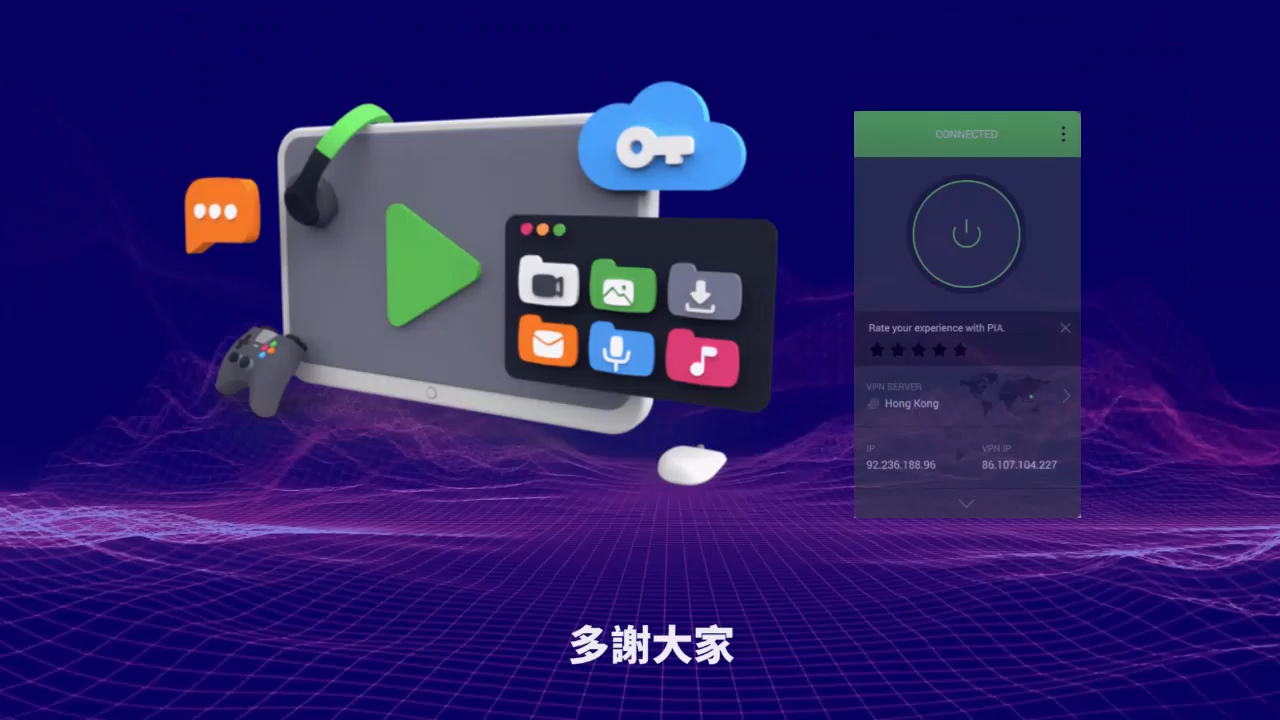 CONNECTED
Rate your experience with PIA.
VPN SERVER
Hong Kong
IP
VPN IP
92.236.188.96
86.107.104.227
多謝大家